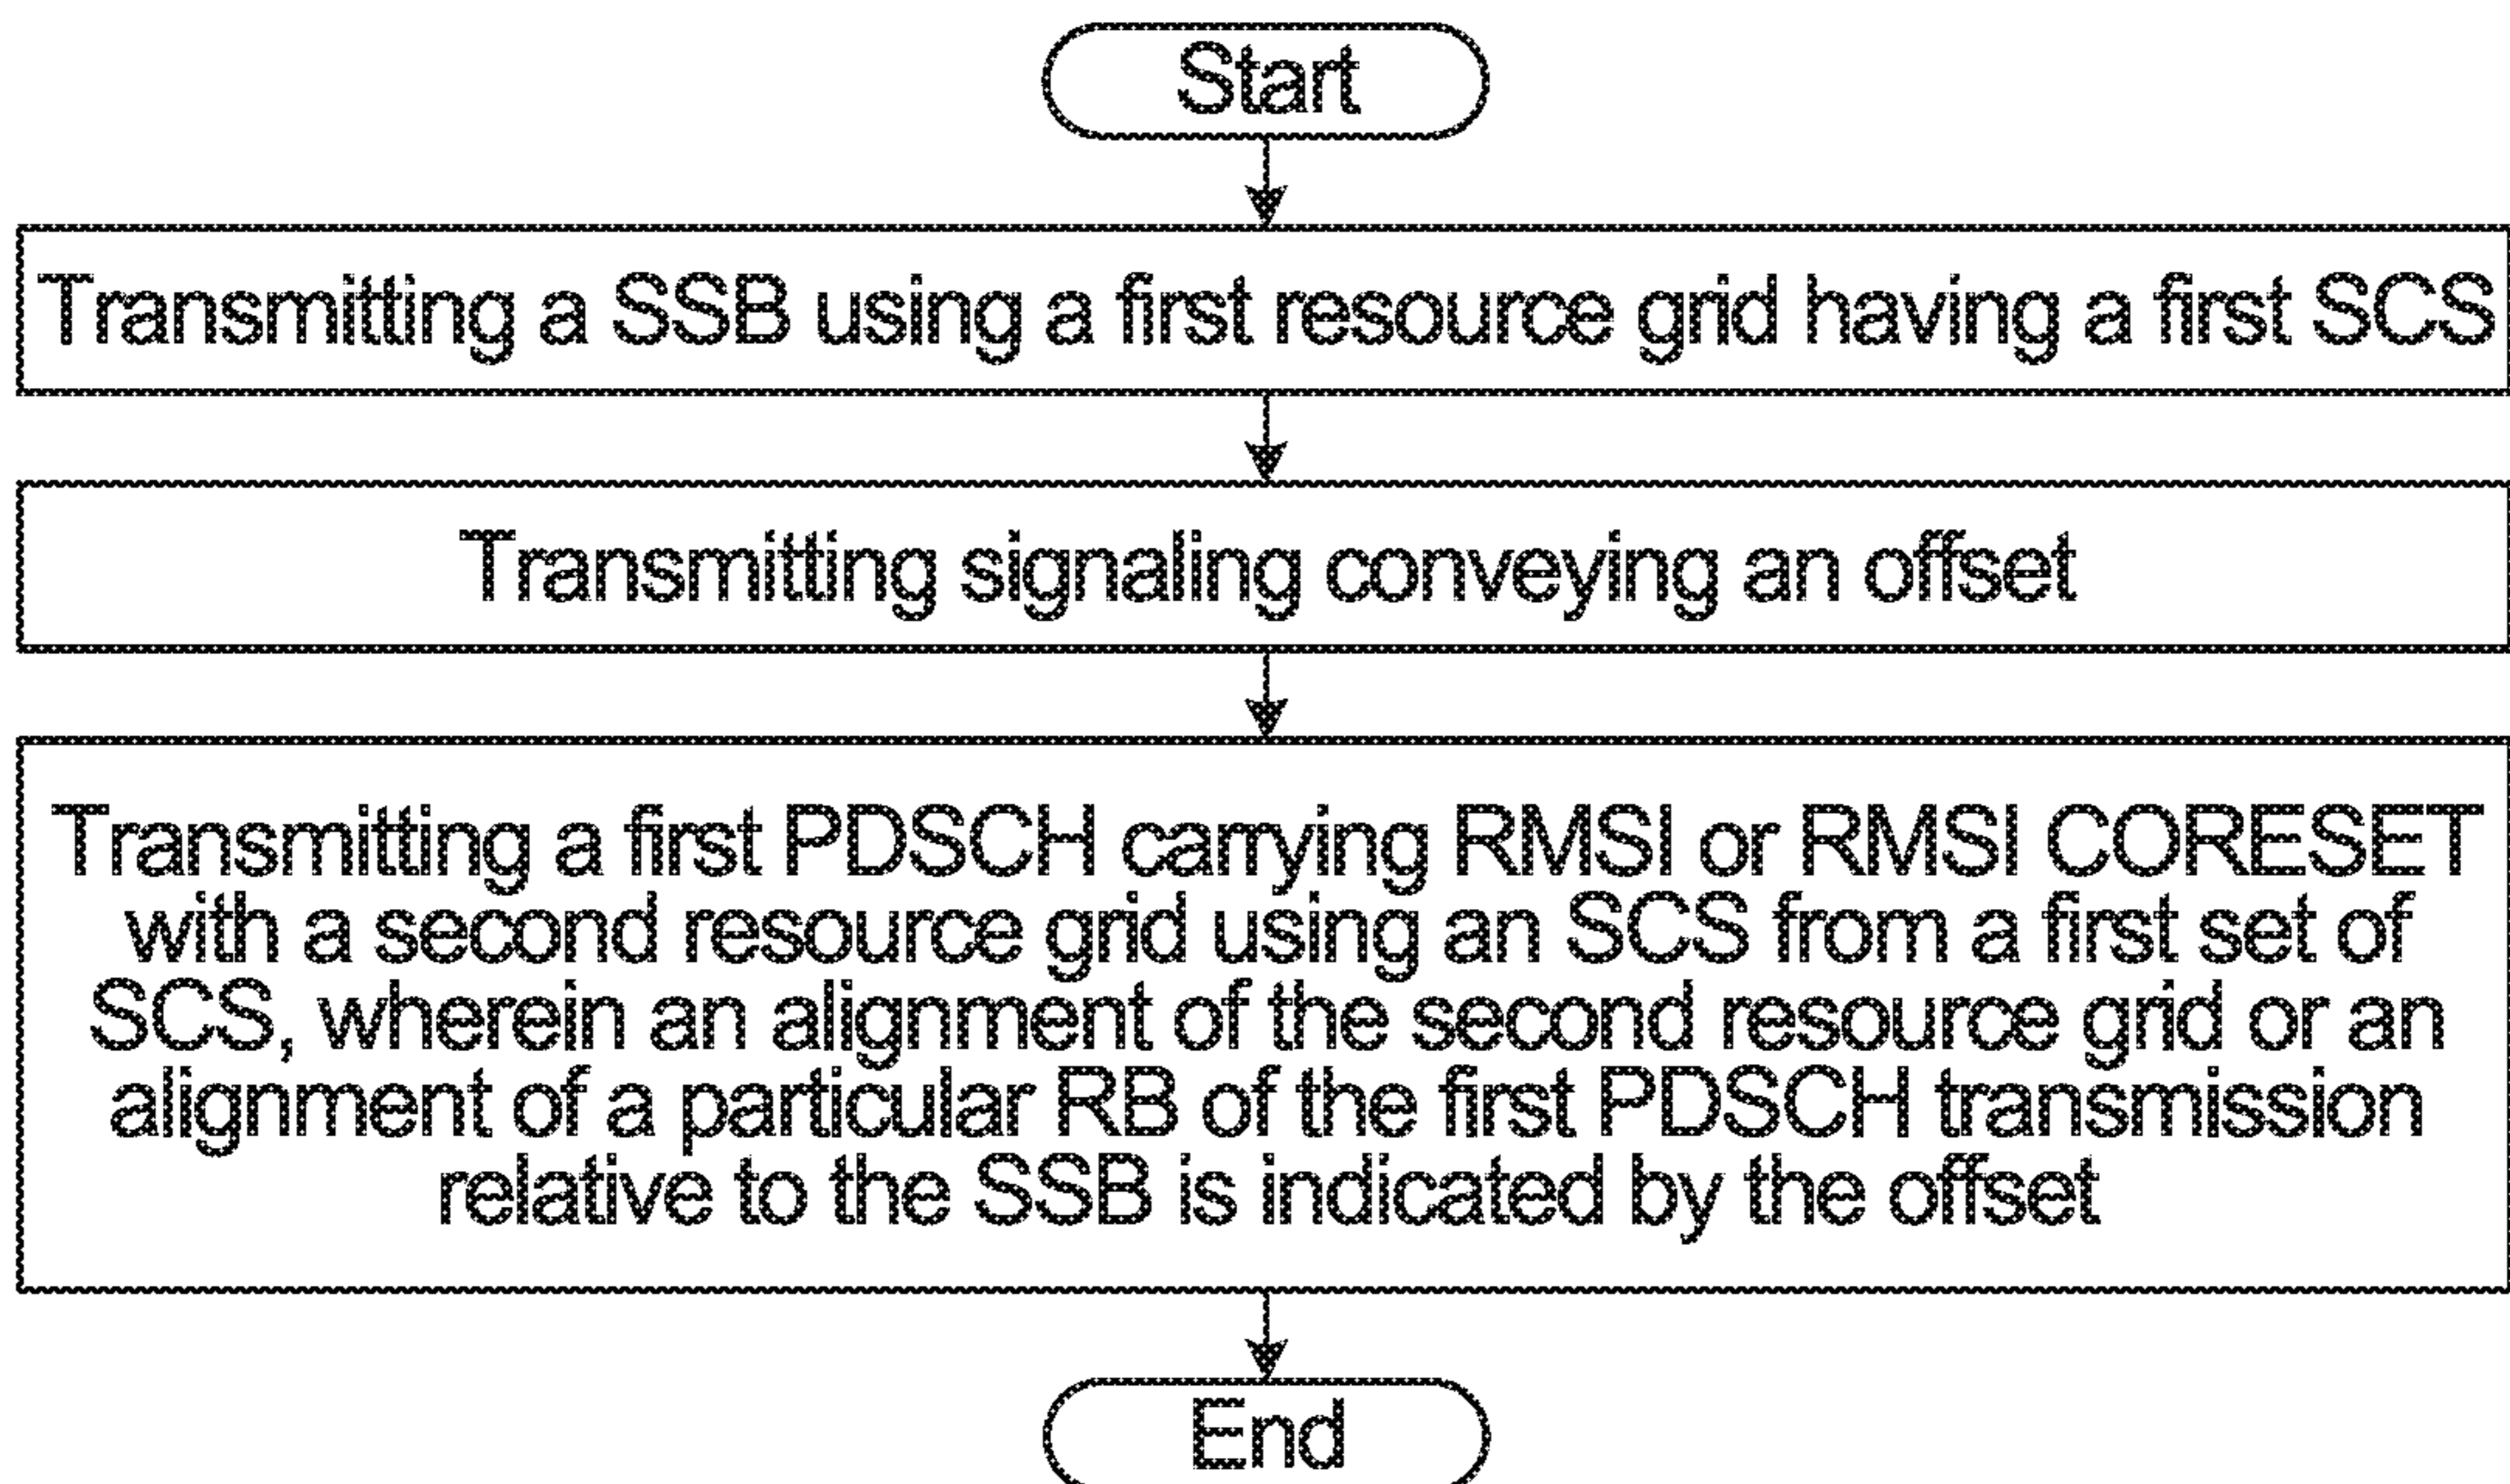 Start
Transmitting a SSB using a first resource grid having a first SCS
Transmitting signaling conveying an offset
Transmitting a first PDSCH carrying RMSI or RMSI CORESET
with a second resource grid using an SCS from a first set of
SCS, wherein an alignment of the second resource grid or an
alignment of a particular RB of the first PDSCH transmission
relative to the SSB is indicated by the offset
End